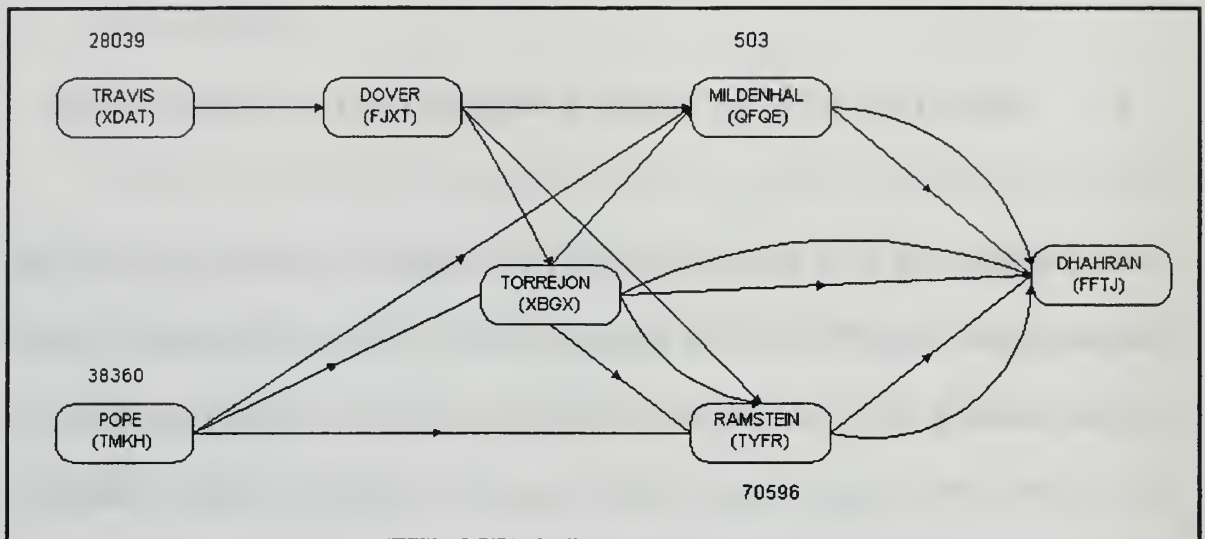 28039
503
TRAVIS
(XDAT)
DOVER
(FJXT)
MILDENHAL
(QFQE)
TORREJON
(XBGX)
DHAHRAN
(FFTJ)
38360
POPE
(TMKH)
RAMSTEIN
(TYFR)
70596